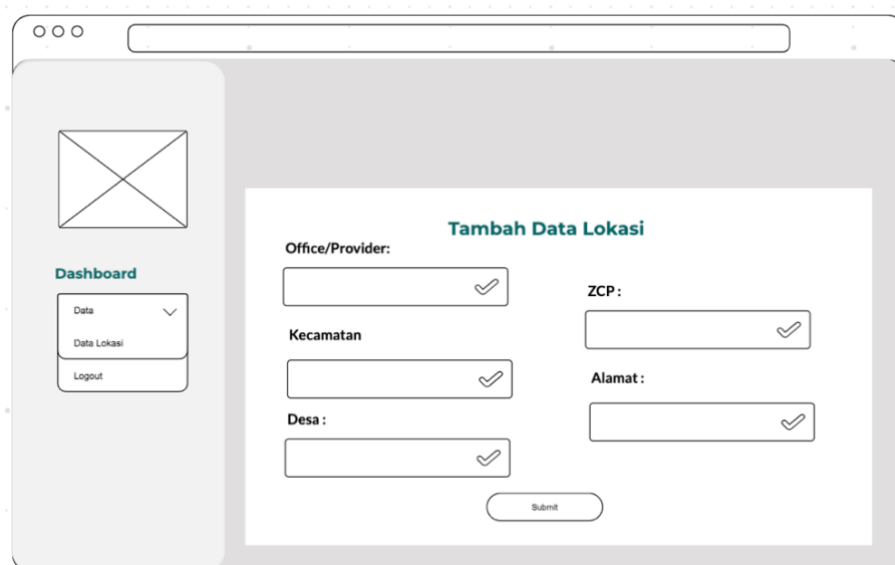 Dashboard
Data
Data Lokasi
Logout
Tambah Data Lokasi
Office/Provider:
Kecamatan
Desa :
ZCP :
Alamat :
Submit